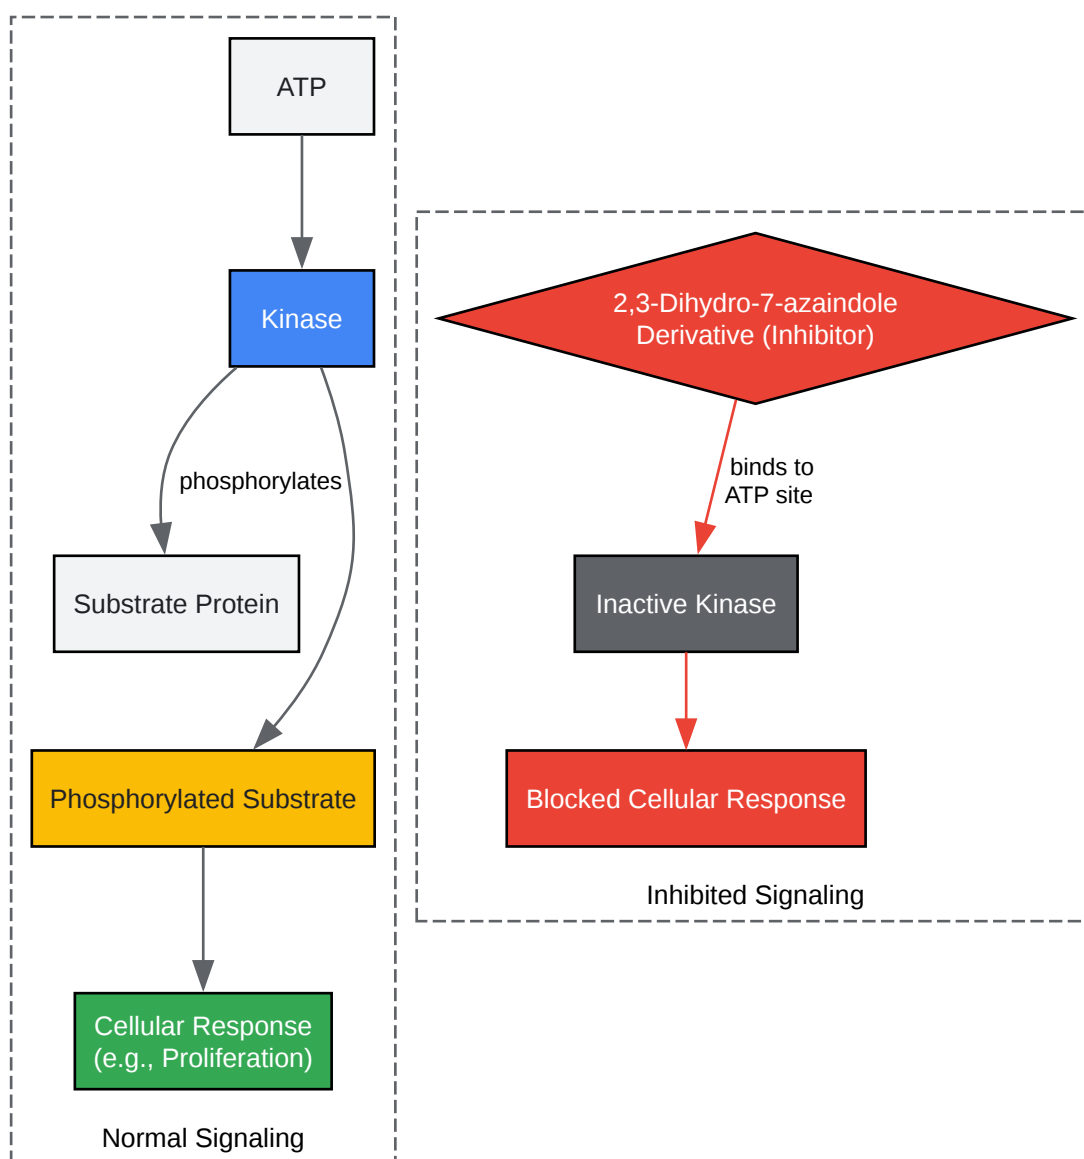 ATP
Kinase
phosphorylates
Substrate Protein
Phosphorylated Substrate
Cellular Response
(e.g., Proliferation)
Normal Signaling
2,3-Dihydro-7-azaindole
Derivative (Inhibitor)
binds to
ATP site
Inactive Kinase
Blocked Cellular Response
Inhibited Signaling